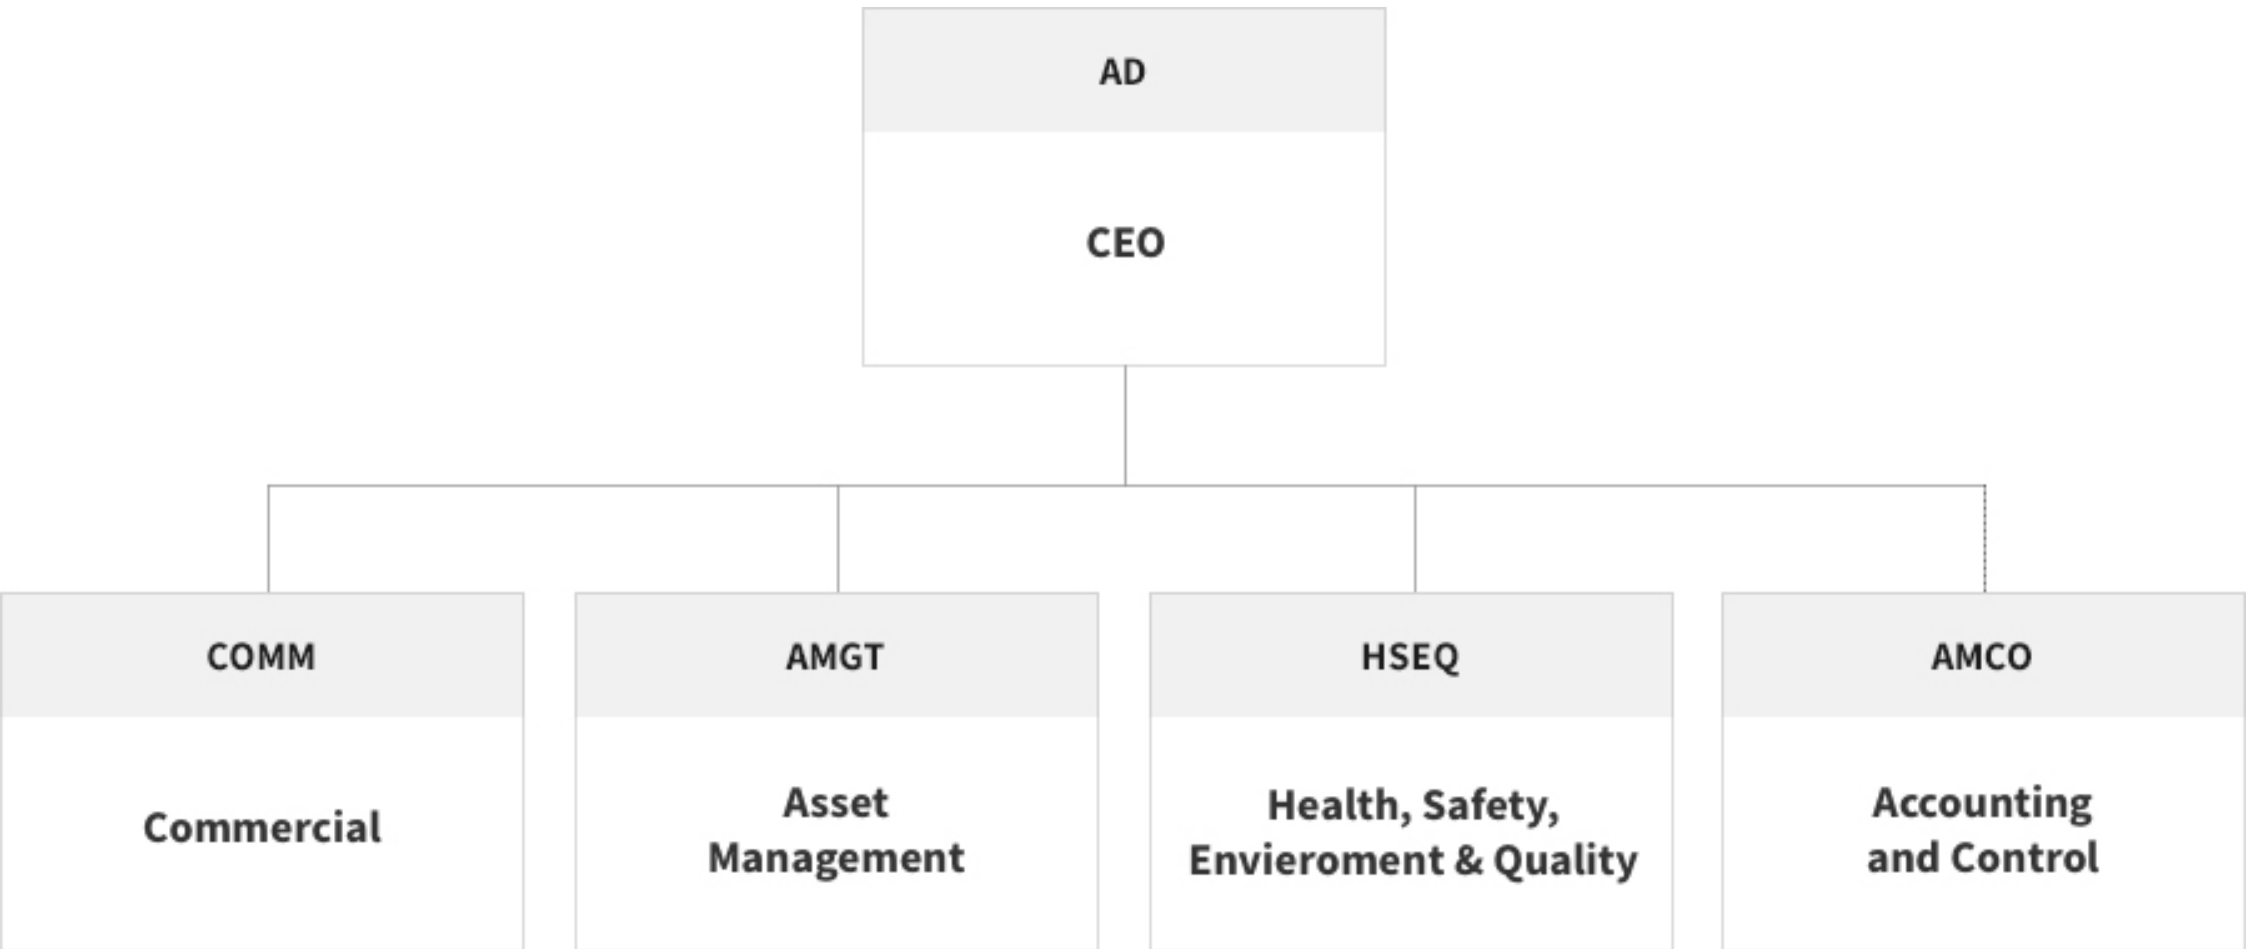 AD
CEO
COMM
AMGT
HSEQ
AMCO
Commercial
Asset
Management
Health, Safety,
Envieroment & Quality
Accounting
and Control